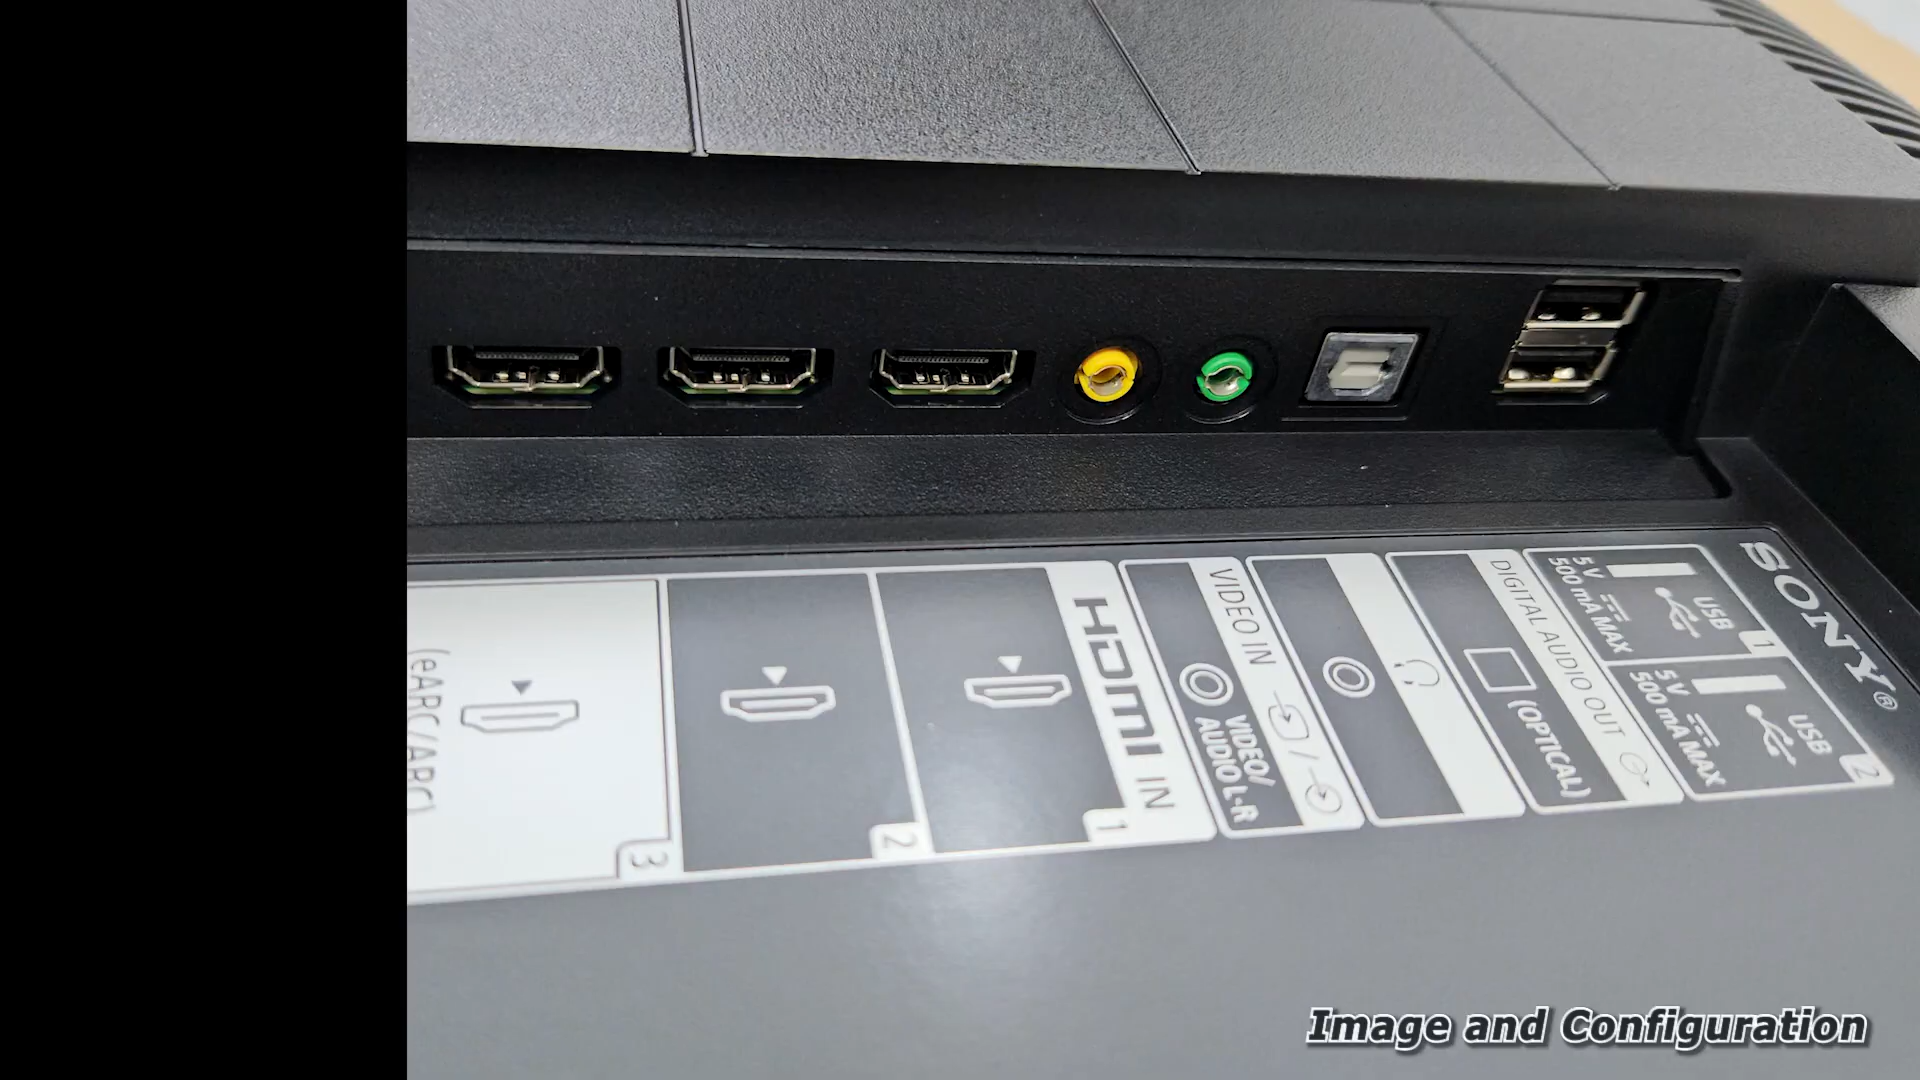 SONY®
USB 1
5 V
500 mA MAX
USB 2
5 V
500 mA MAX
DIGITAL AUDIO OUT
(OPTICAL)
VIDEO IN
VIDEO/
AUDIO L-R
HDMI IN
1
2
3
(eARC/ARC)
Image and Configuration